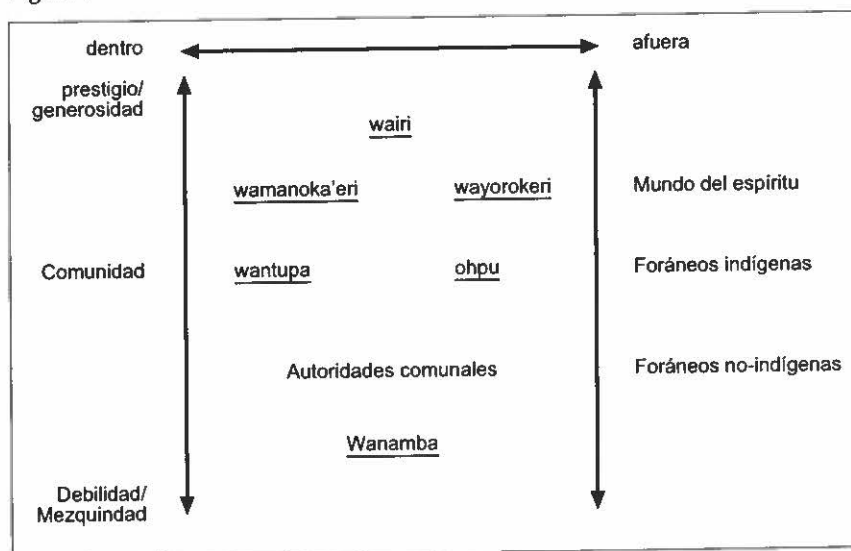 dentro afuera
prestigio/
generosidad
wairi
wamanoka'eri wayorokeri Mundo del espíritu
Comunidad wantupa ohpu Foráneos indígenas
Autoridades comunales Foráneos no-indígenas
Wanamba
Debilidad/
Mezquindad